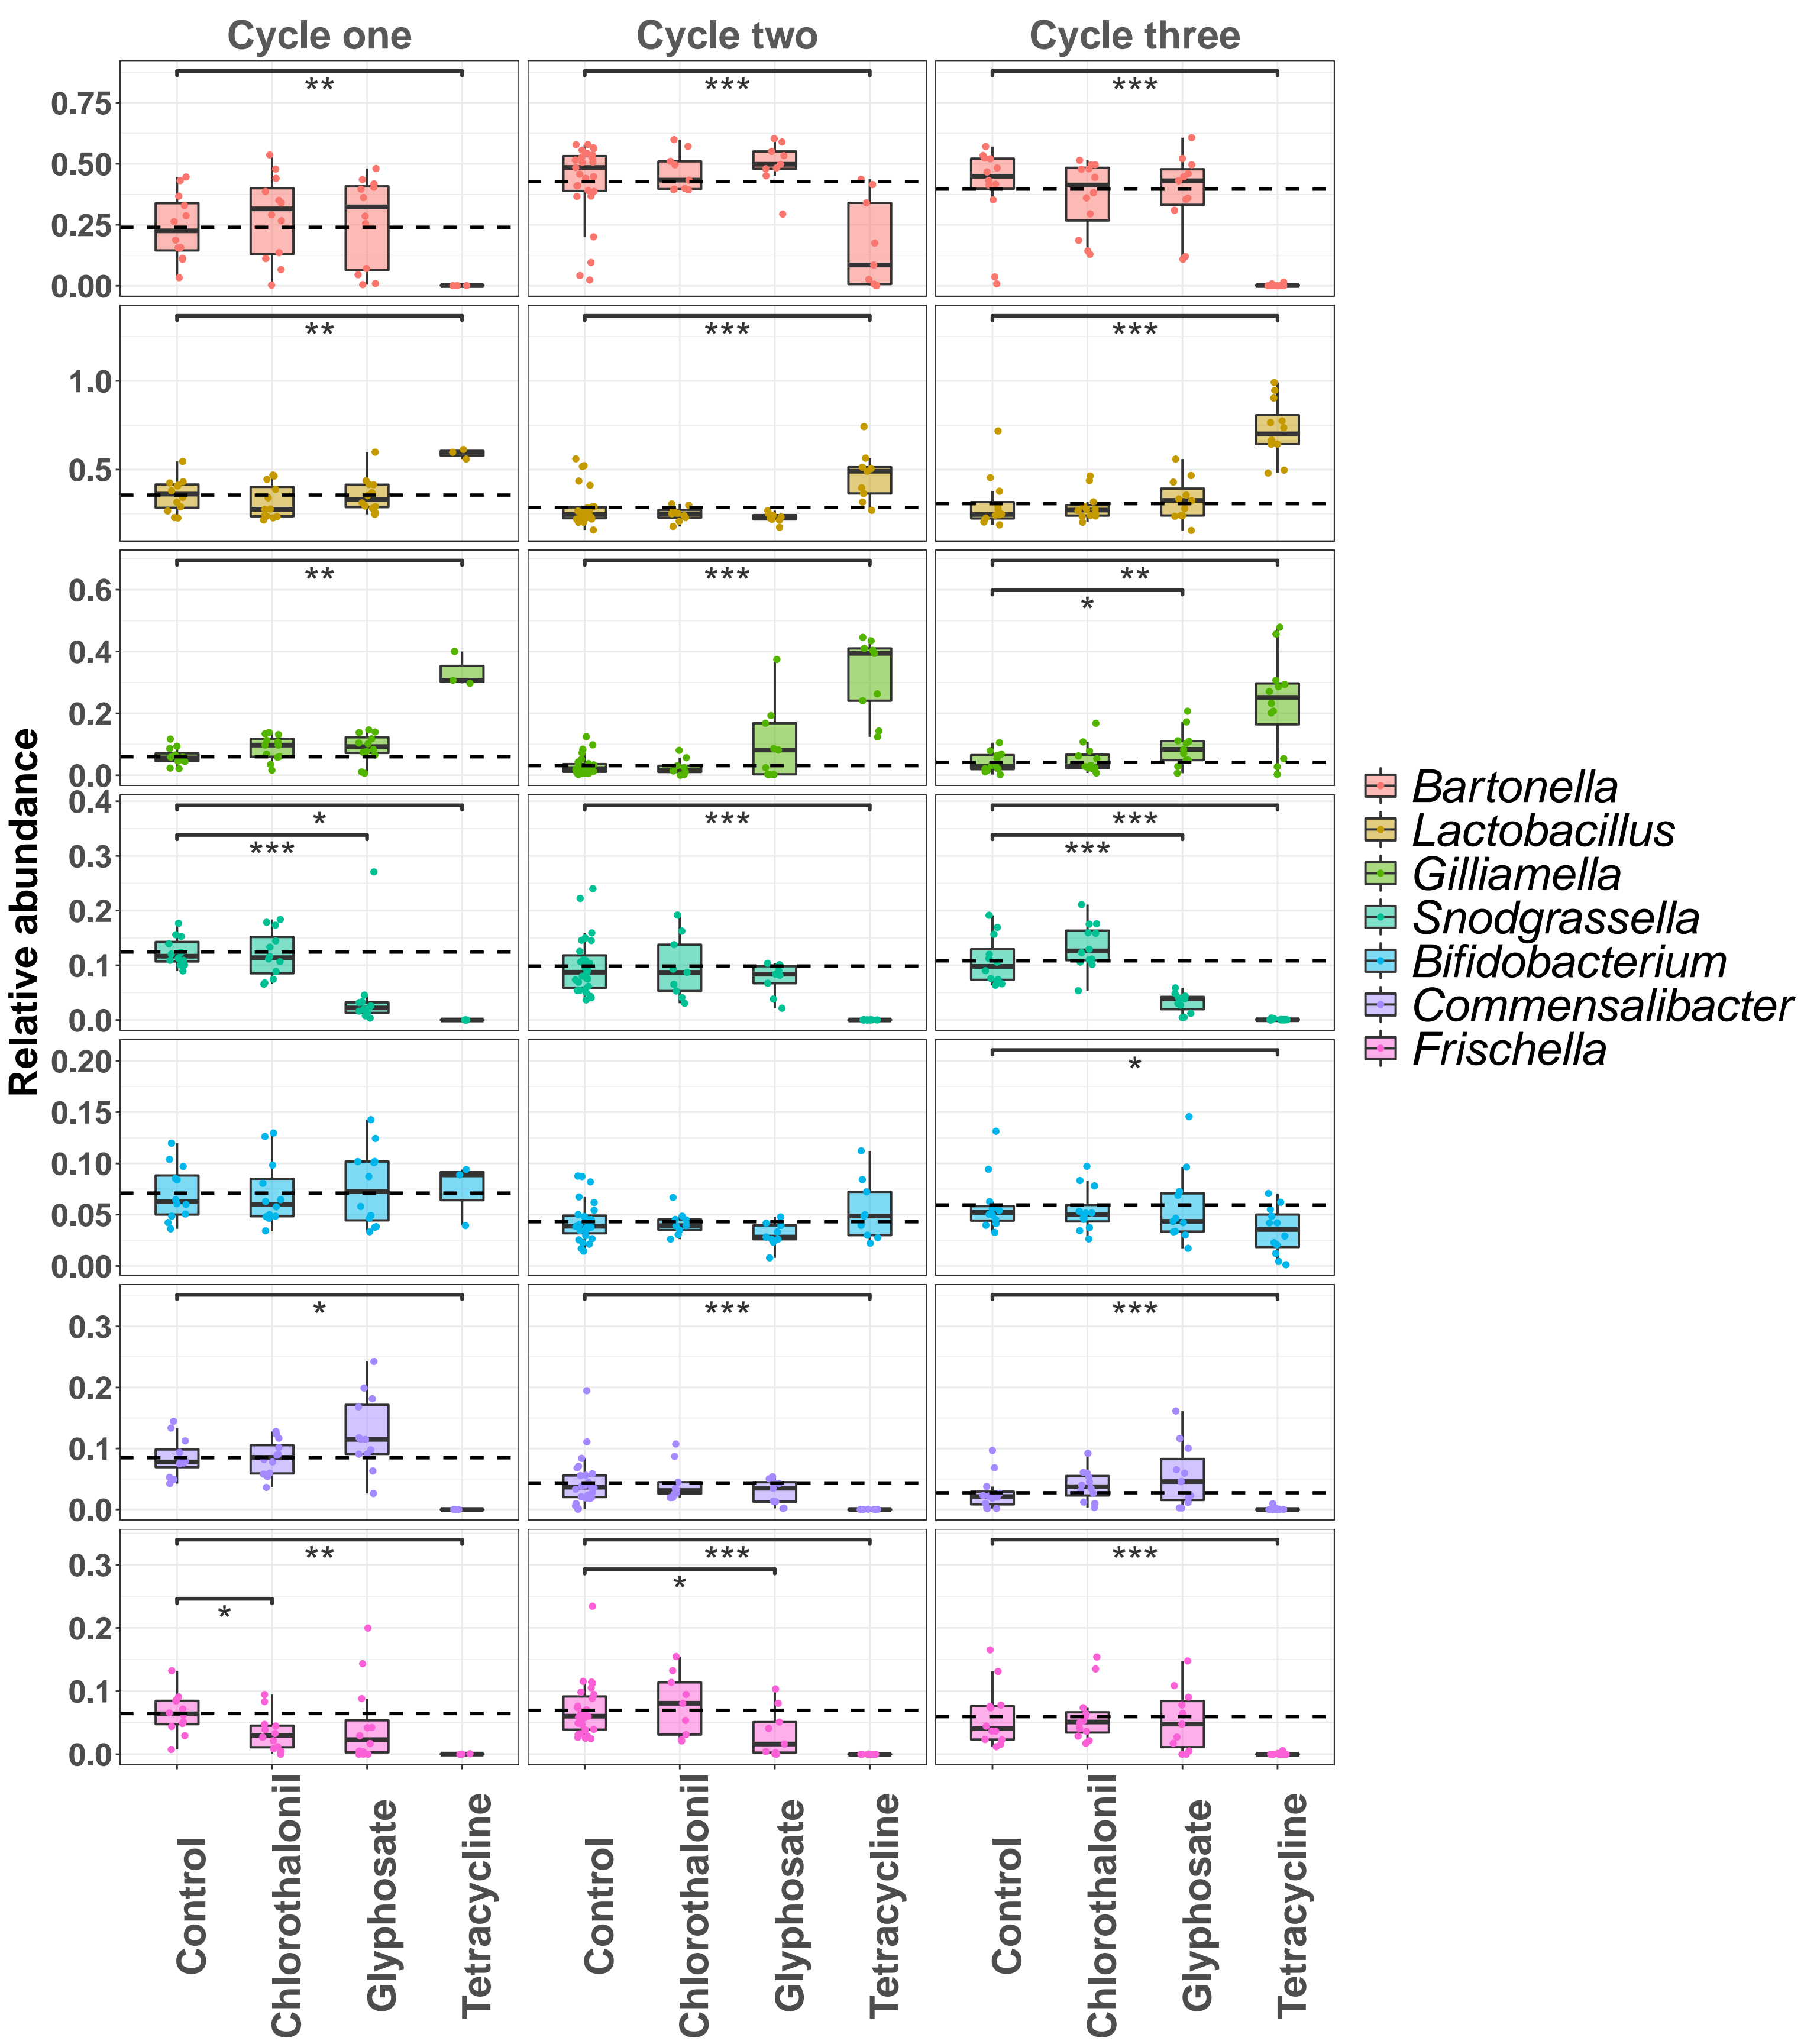 Cycle one Cycle two Cycle three
** *** ***
0.75
0.50
0.25
0.00
** *** ***
1.0
0.5
** *** **
*
0.6
0.4
0.2
0.0
* *** ***
*** ***
0.4
0.3
0.2
0.1
0.0
*
0.20
0.15
0.10
0.05
0.00
* *** ***
0.3
0.2
0.1
0.0
** *** ***
* *
0.3
0.2
0.1
0.0
Relative abundance
Control Chlorothalonil Glyphosate Tetracycline Control Chlorothalonil Glyphosate Tetracycline Control Chlorothalonil Glyphosate Tetracycline
Bartonella
Lactobacillus
Gilliamella
Snodgrassella
Bifidobacterium
Commensalibacter
Frischella